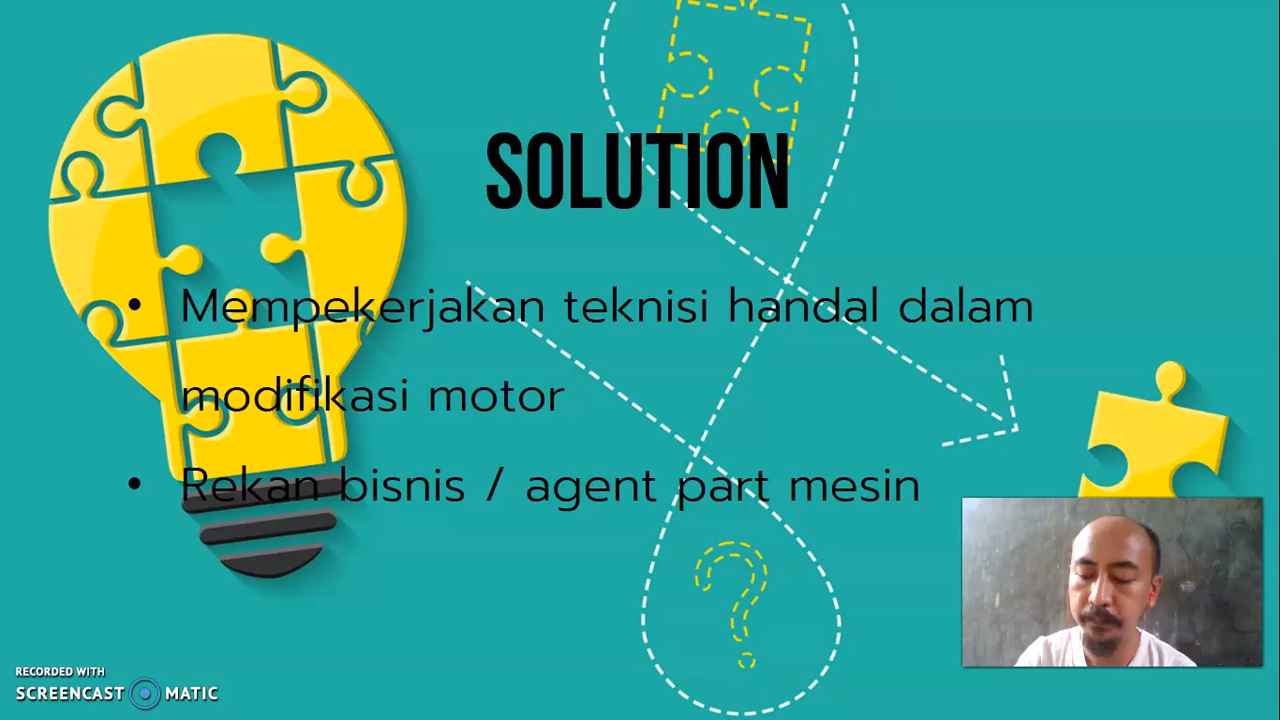 SOLUTION
• Mempekerjakan teknisi handal dalam
modifikasi motor
• Rekan bisnis / agent part mesin
RECORDED WITH
SCREENCAST MATIC